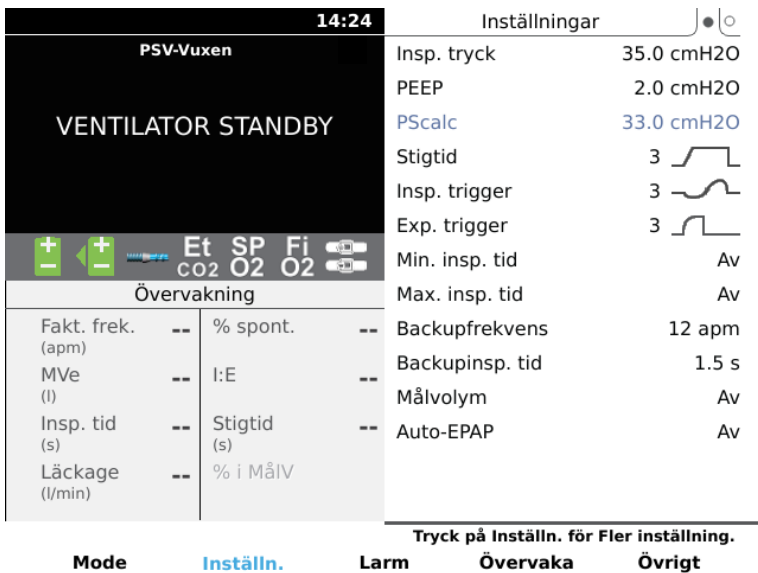 14:24
PSV-Vuxen
VENTILATOR STANDBY
Et CO2 SP O2 Fi O2
Övervakning
Fakt. frek. -- % spont. --
(apm)
MVe -- I:E --
(l)
Insp. tid -- Stigtid --
(s) (s)
Läckage -- % i MålV
(l/min)
Inställningar
Insp. tryck 35.0 cmH2O
PEEP 2.0 cmH2O
PScalc 33.0 cmH2O
Stigtid 3
Insp. trigger 3
Exp. trigger 3
Min. insp. tid Av
Max. insp. tid Av
Backupfrekvens 12 apm
Backupinsp. tid 1.5 s
Målvolym Av
Auto-EPAP Av
Tryck på Inställn. för Fler inställning.
Mode Inställn. Larm Övervaka Övrigt